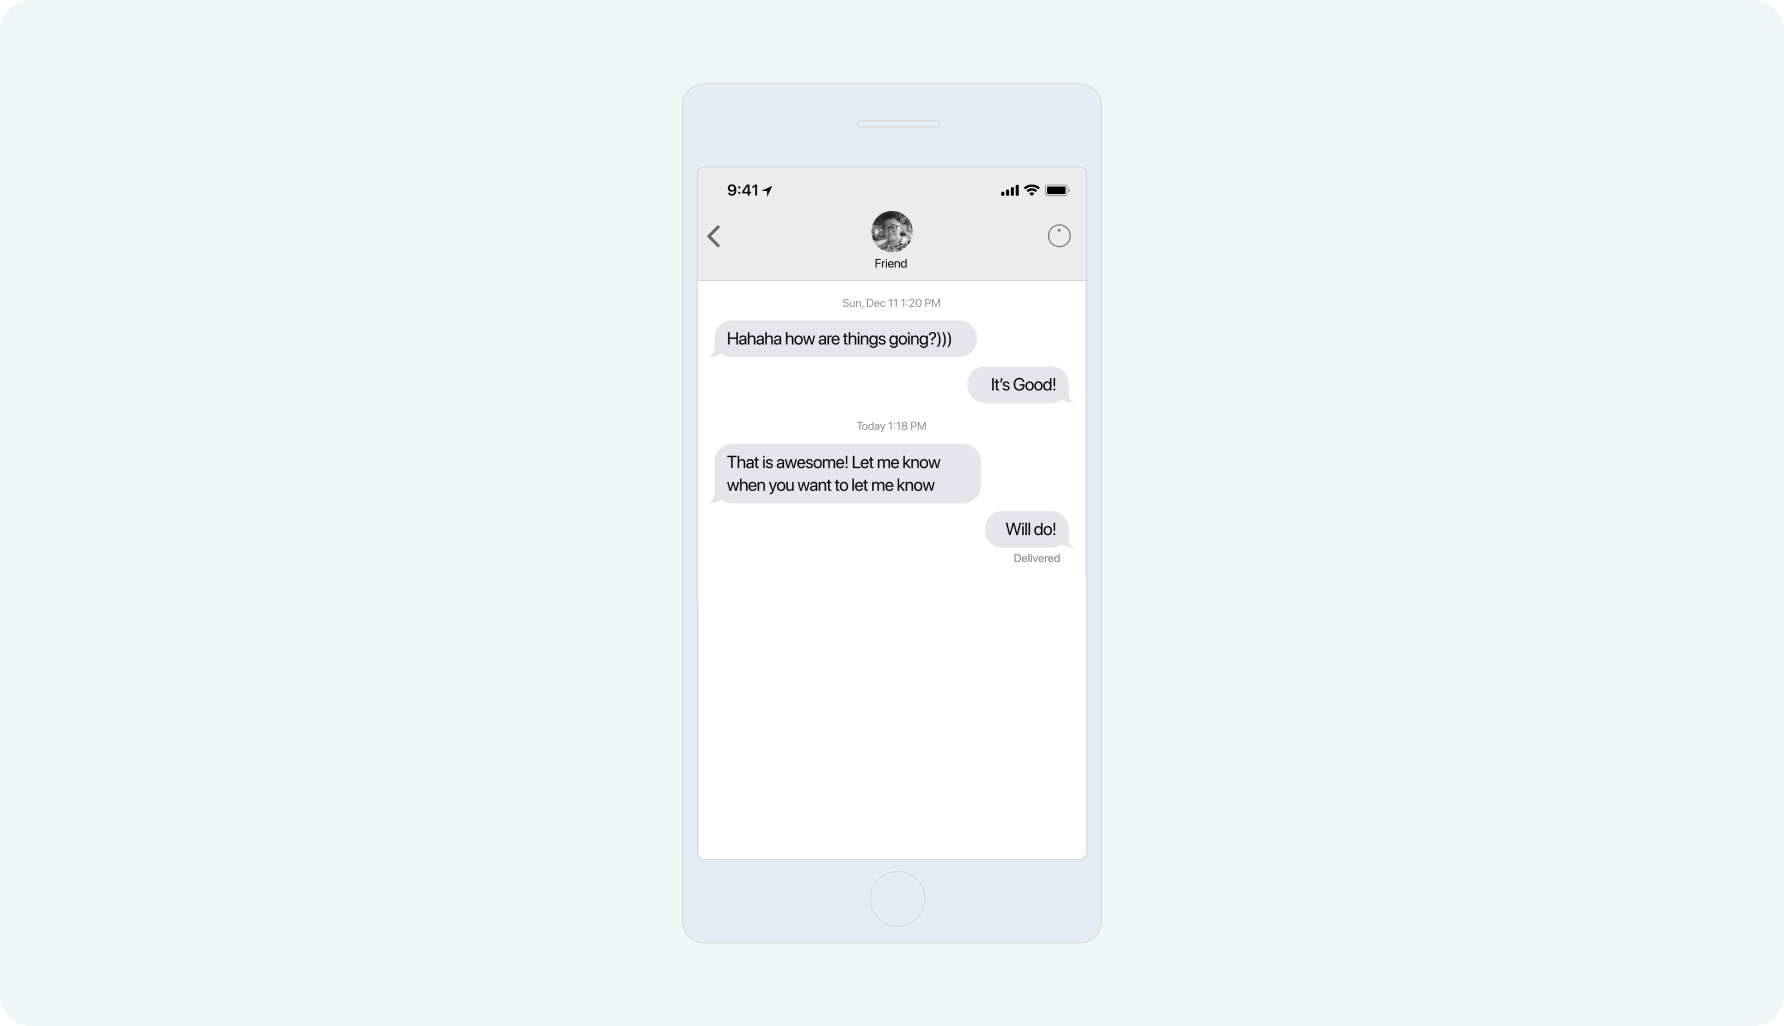 9:41
Friend
Sun, Dec 11 1:20 PM
Hahaha how are things going?)))
It’s Good!
Today 1:18 PM
That is awesome! Let me know
when you want to let me know
Will do!
Delivered